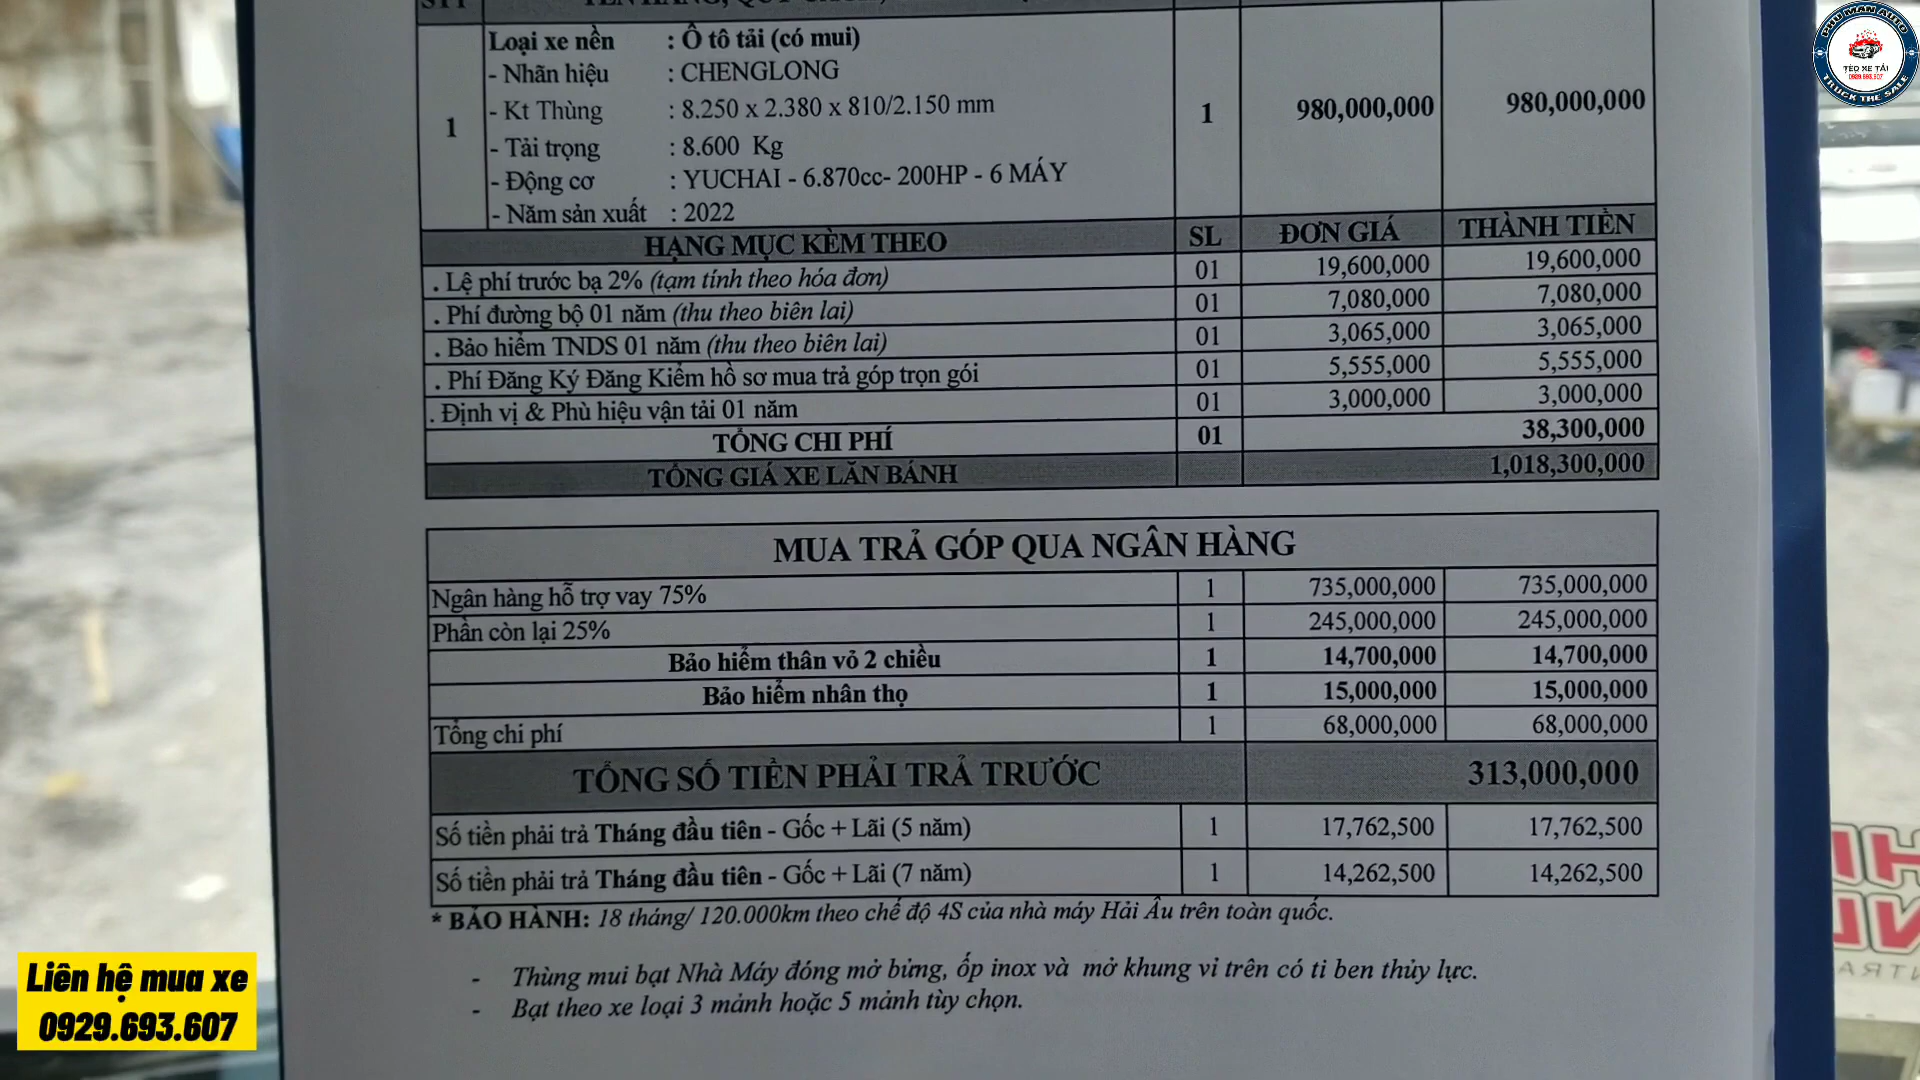 1
Loại xe nền : Ô tô tải (có mui)
- Nhãn hiệu : CHENGLONG
- Kt Thùng : 8.250 x 2.380 x 810/2.150 mm
- Tải trọng : 8.600 Kg
- Động cơ : YUCHAI - 6.870cc- 200HP - 6 MÁY
- Năm sản xuất : 2022
1 980,000,000 980,000,000
HẠNG MỤC KÈM THEO SL ĐƠN GIÁ THÀNH TIỀN
. Lệ phí trước bạ 2% (tạm tính theo hóa đơn) 01 19,600,000 19,600,000
. Phí đường bộ 01 năm (thu theo biên lai) 01 7,080,000 7,080,000
. Bảo hiểm TNDS 01 năm (thu theo biên lai) 01 3,065,000 3,065,000
. Phí Đăng Ký Đăng Kiểm hồ sơ mua trả góp trọn gói 01 5,555,000 5,555,000
. Định vị & Phù hiệu vận tải 01 năm 01 3,000,000 3,000,000
TỔNG CHI PHÍ 01 38,300,000
TỔNG GIÁ XE LĂN BÁNH 1,018,300,000
MUA TRẢ GÓP QUA NGÂN HÀNG
Ngân hàng hỗ trợ vay 75% 1 735,000,000 735,000,000
Phần còn lại 25% 1 245,000,000 245,000,000
Bảo hiểm thân vỏ 2 chiều 1 14,700,000 14,700,000
Bảo hiểm nhân thọ 1 15,000,000 15,000,000
Tổng chi phí 1 68,000,000 68,000,000
TỔNG SỐ TIỀN PHẢI TRẢ TRƯỚC 313,000,000
Số tiền phải trả Tháng đầu tiên - Gốc + Lãi (5 năm) 1 17,762,500 17,762,500
Số tiền phải trả Tháng đầu tiên - Gốc + Lãi (7 năm) 1 14,262,500 14,262,500
* BẢO HÀNH: 18 tháng/ 120.000km theo chế độ 4S của nhà máy Hải Âu trên toàn quốc.
- Thùng mui bạt Nhà Máy đóng mở bửng, ốp inox và mở khung vi trên có ti ben thủy lực.
- Bạt theo xe loại 3 mảnh hoặc 5 mảnh tùy chọn.
Liên hệ mua xe
0929.693.607
PHU MAN AUTO
TÈO XE TẢI
0929.693.607
TRUCK THE SALE